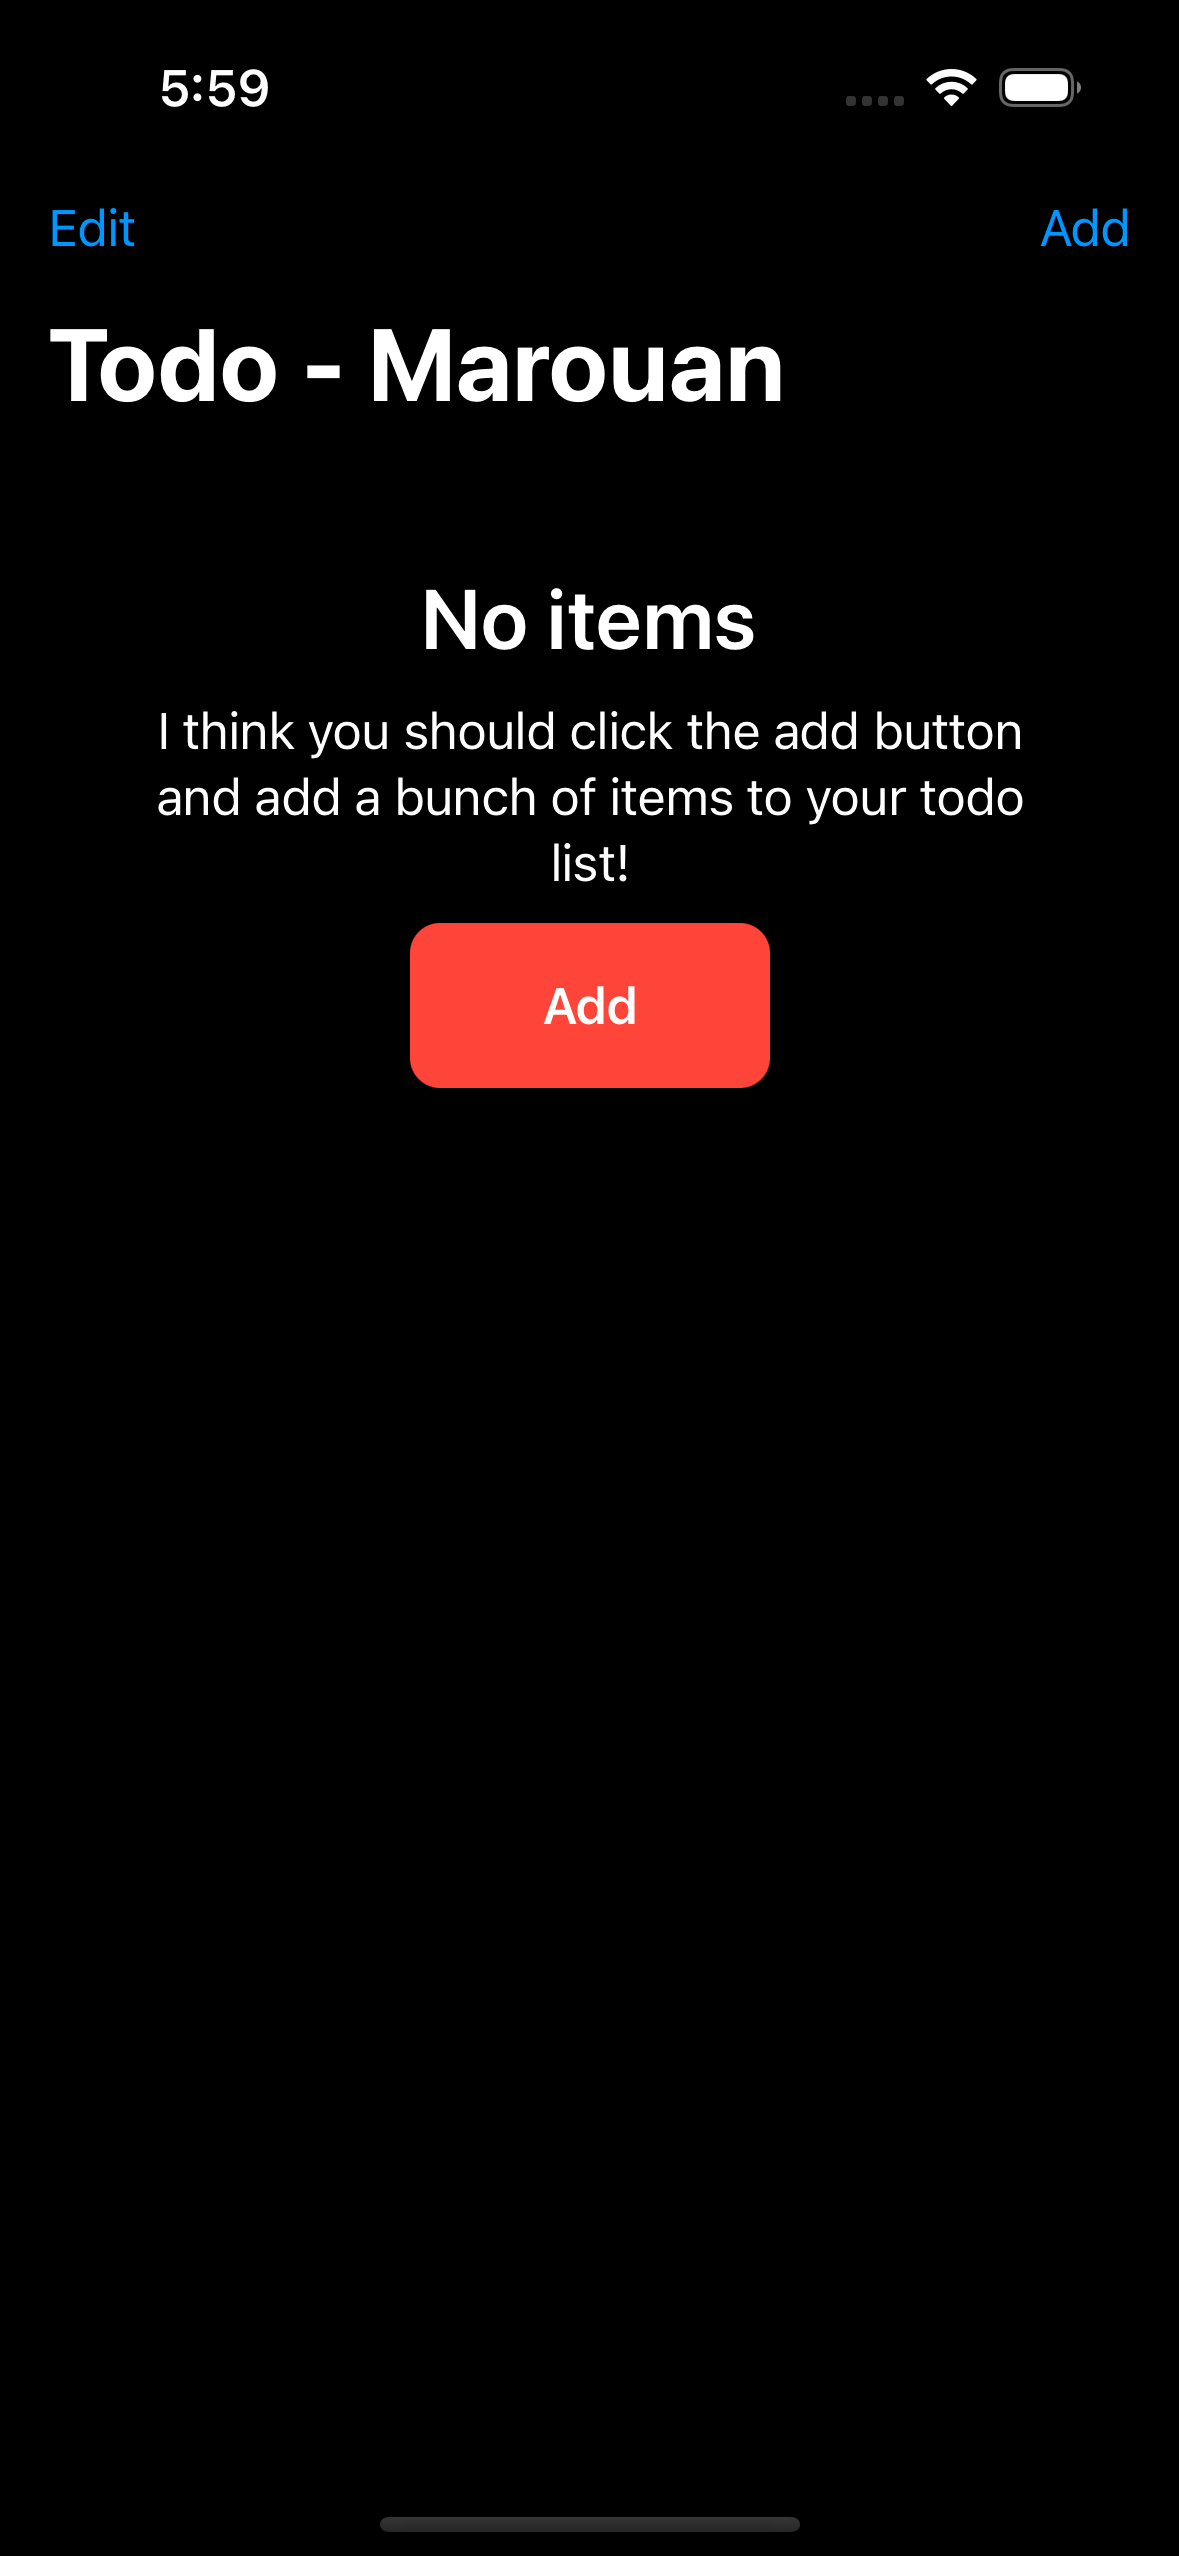 5:59
Edit
Add
Todo - Marouan
No items
I think you should click the add button
and add a bunch of items to your todo
list!
Add